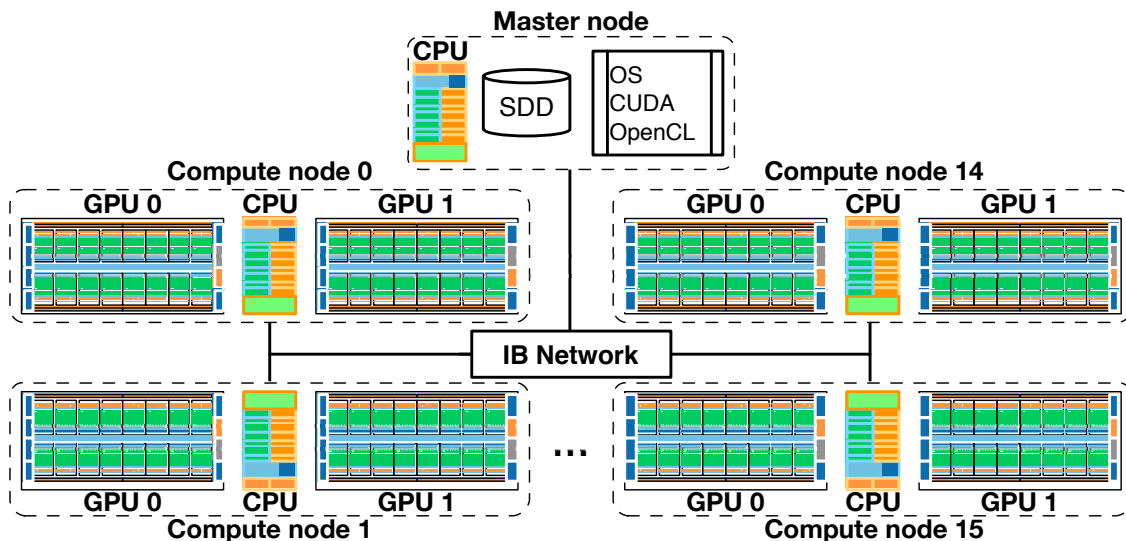 Master node
CPU
SDD
OS
CUDA
OpenCL
Compute node 0
GPU 0 CPU GPU 1
Compute node 14
GPU 0 CPU GPU 1
IB Network
GPU 0 CPU GPU 1
Compute node 1
...
GPU 0 CPU GPU 1
Compute node 15